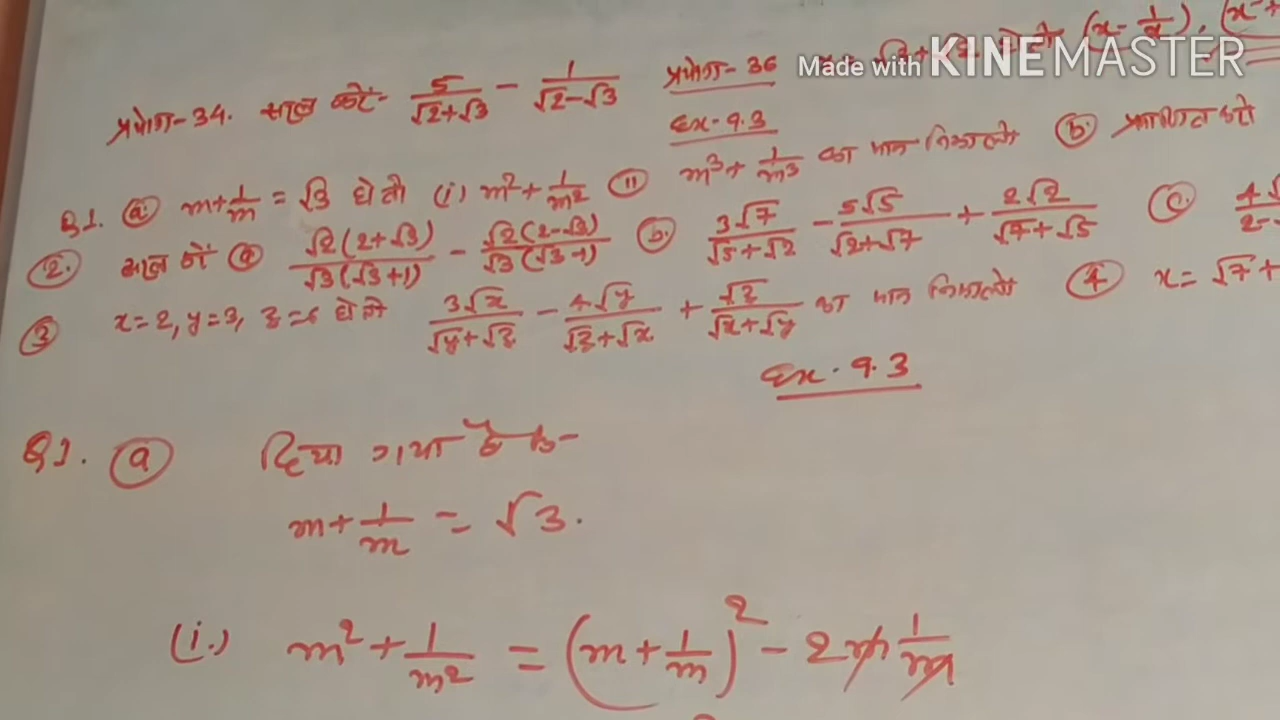 Made with KINEMASTER
प्रयोग-34. सरल करें- 5/(√2+√3) - 1/(√2-√3) प्रयोग-36 (x - 1/x),
Ex-9.3
Q1. (a) m+1/m = √3 (i) m²+1/m² (ii) m³+1/m³ का मान निकालो (b)
(2.) सरल करें (a) √2(2+√3)/√3(√3+1) - √2(2-√3)/√3(√3-1) (b.) 3√7/(√5+√2) - 5√5/(√2+√7) + 2√2/(√7+√5) (c.)
(3) x=2, y=3, z=6 3√x/(√y+√z) - 4√y/(√z+√x) + √z/(√x+√y) का मान निकालो (4) x= √7+
Ex. 9.3
Q1. (a) दिया गया है कि-
m+1/m = √3.
(i.) m²+1/m² = (m+1/m)² - 2m 1/m